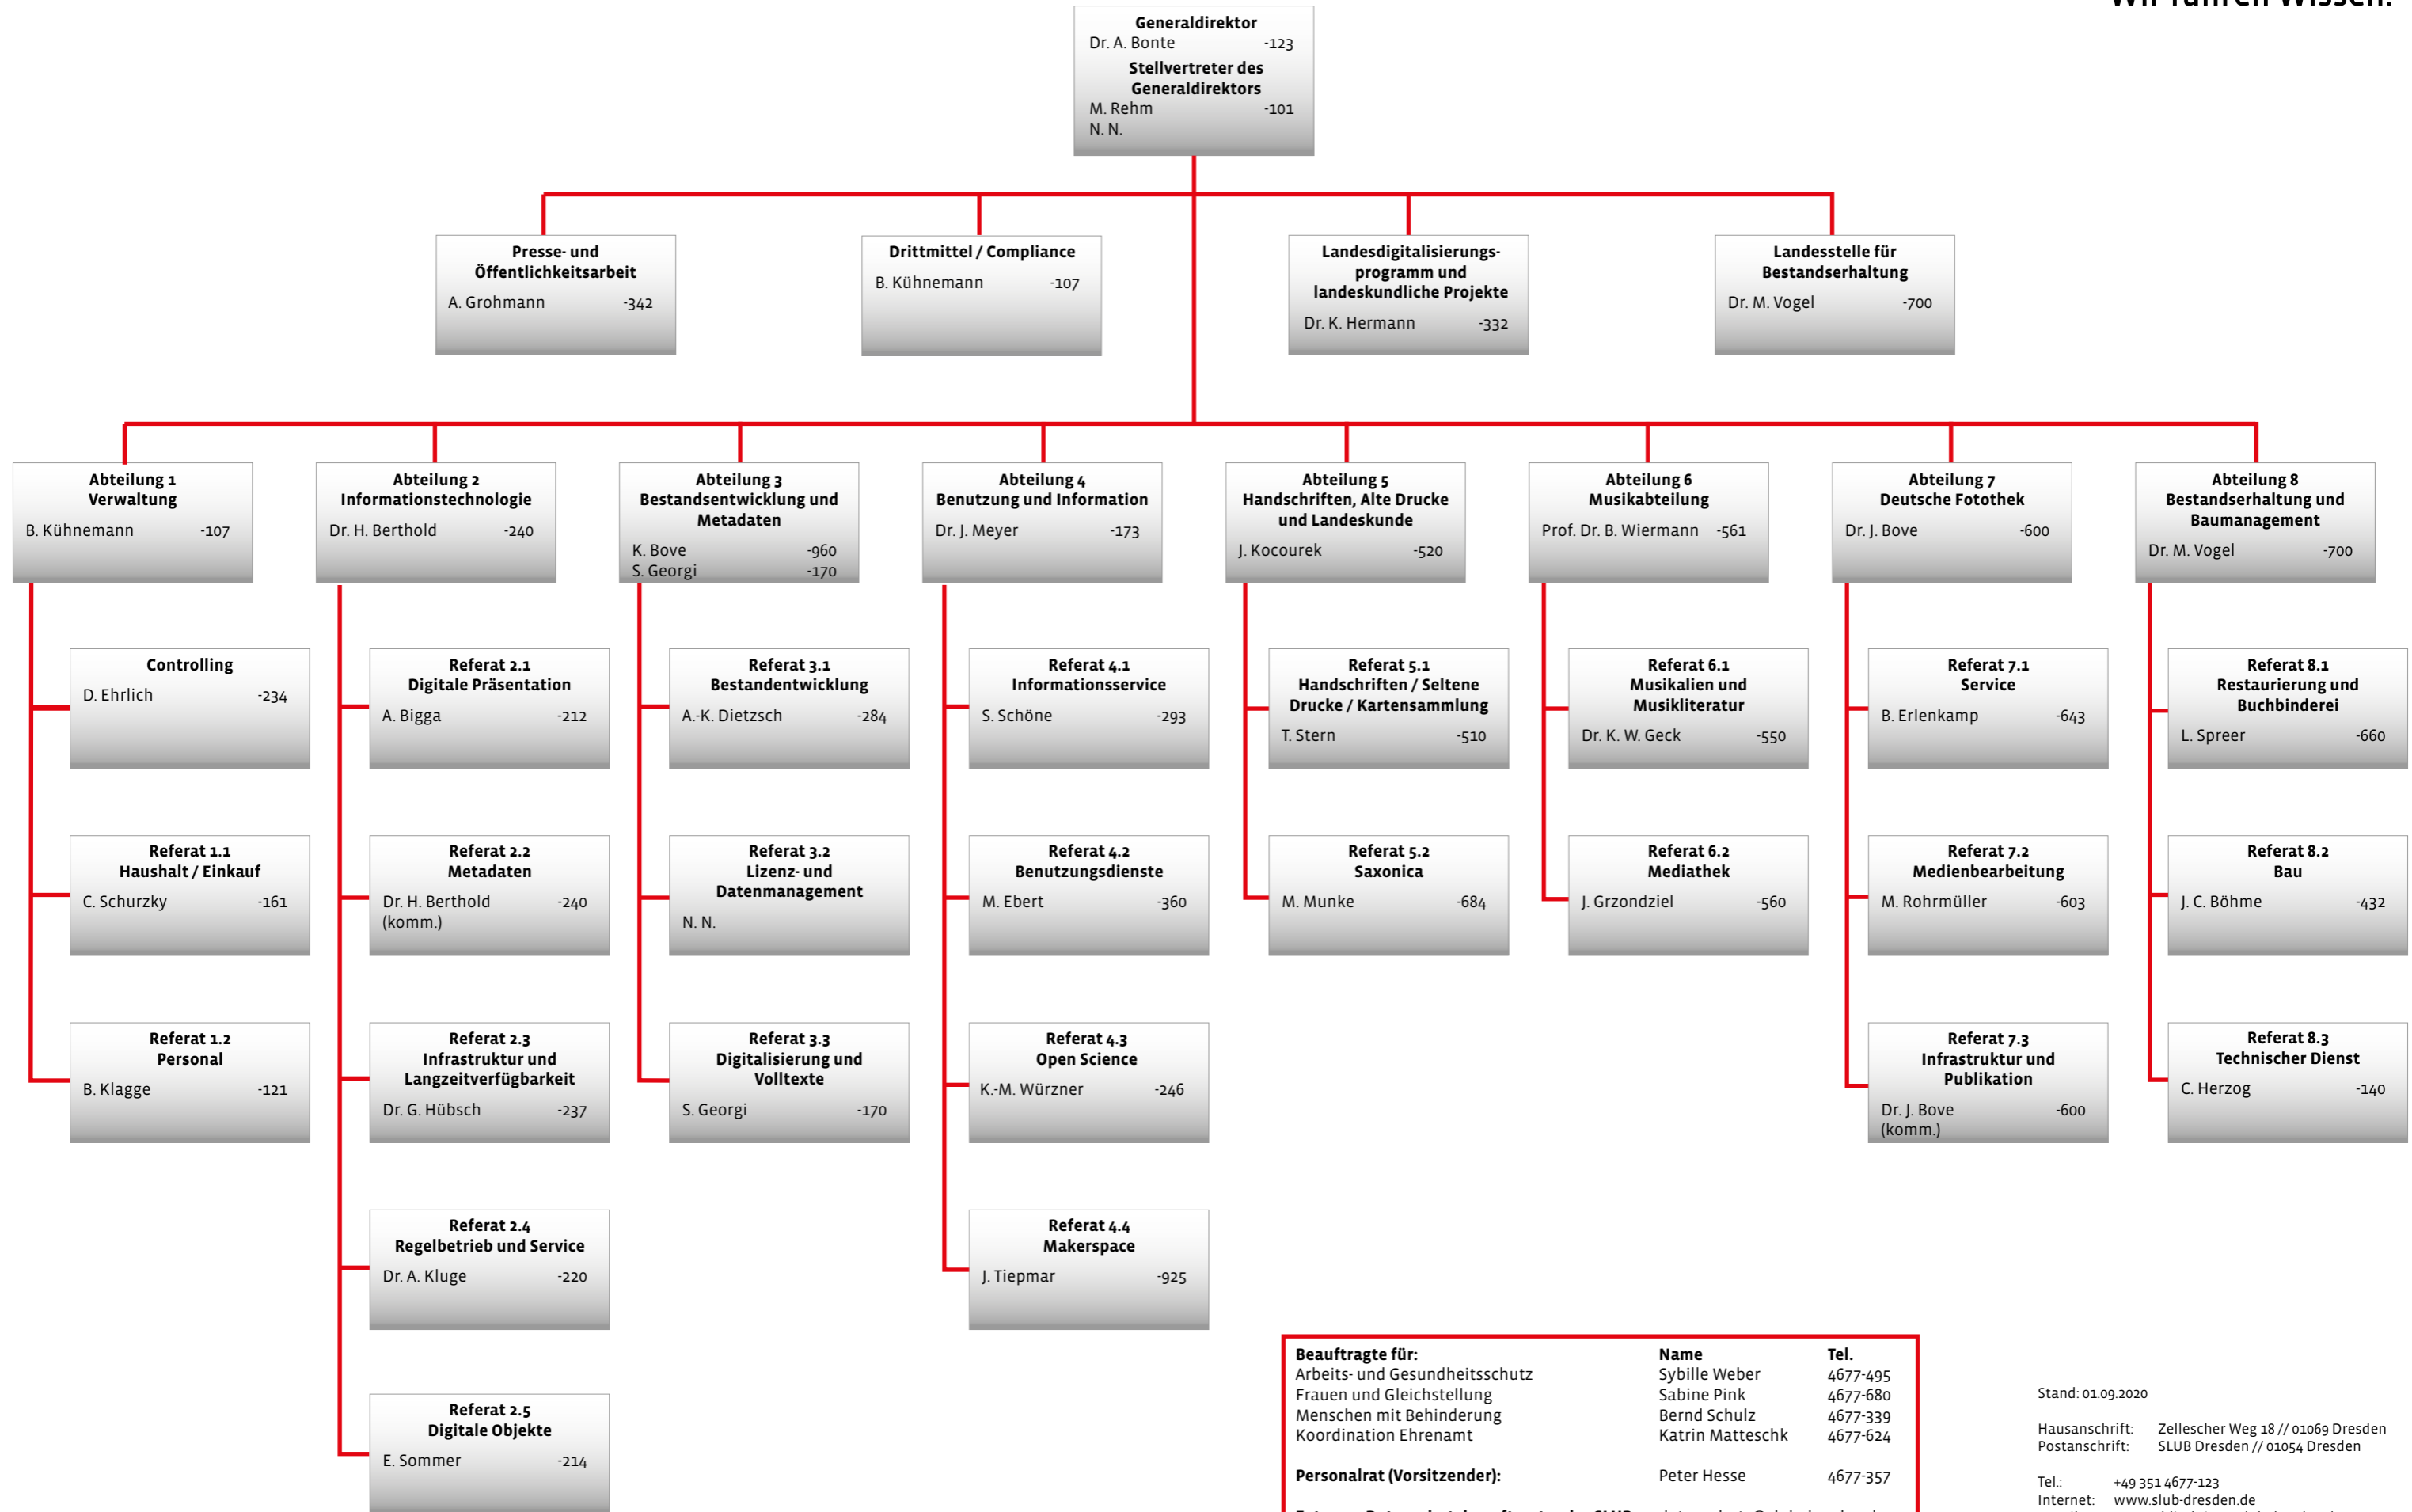 Wir führen Wissen.
Generaldirektor
Dr. A. Bonte -123
Stellvertreter des
Generaldirektors
M. Rehm -101
N. N.
Presse- und
Öffentlichkeitsarbeit
A. Grohmann -342
Drittmittel / Compliance
B. Kühnemann -107
Landesdigitalisierungs-
programm und
landeskundliche Projekte
Dr. K. Hermann -332
Landesstelle für
Bestandserhaltung
Dr. M. Vogel -700
Abteilung 1
Verwaltung
B. Kühnemann -107
Abteilung 2
Informationstechnologie
Dr. H. Berthold -240
Abteilung 3
Bestandsentwicklung und
Metadaten
K. Bove -960
S. Georgi -170
Abteilung 4
Benutzung und Information
Dr. J. Meyer -173
Abteilung 5
Handschriften, Alte Drucke
und Landeskunde
J. Kocourek -520
Abteilung 6
Musikabteilung
Prof. Dr. B. Wiermann -561
Abteilung 7
Deutsche Fotothek
Dr. J. Bove -600
Abteilung 8
Bestandserhaltung und
Baumanagement
Dr. M. Vogel -700
Controlling
D. Ehrlich -234
Referat 2.1
Digitale Präsentation
A. Bigga -212
Referat 3.1
Bestandentwicklung
A.-K. Dietzsch -284
Referat 4.1
Informationsservice
S. Schöne -293
Referat 5.1
Handschriften / Seltene
Drucke / Kartensammlung
T. Stern -510
Referat 6.1
Musikalien und
Musikliteratur
Dr. K. W. Geck -550
Referat 7.1
Service
B. Erlenkamp -643
Referat 8.1
Restaurierung und
Buchbinderei
L. Spreer -660
Referat 1.1
Haushalt / Einkauf
C. Schurzky -161
Referat 2.2
Metadaten
Dr. H. Berthold -240
(komm.)
Referat 3.2
Lizenz- und
Datenmanagement
N. N.
Referat 4.2
Benutzungsdienste
M. Ebert -360
Referat 5.2
Saxonica
M. Munke -684
Referat 6.2
Mediathek
J. Grzondziel -560
Referat 7.2
Medienbearbeitung
M. Rohrmüller -603
Referat 8.2
Bau
J. C. Böhme -432
Referat 1.2
Personal
B. Klagge -121
Referat 2.3
Infrastruktur und
Langzeitverfügbarkeit
Dr. G. Hübsch -237
Referat 3.3
Digitalisierung und
Volltexte
S. Georgi -170
Referat 4.3
Open Science
K.-M. Würzner -246
Referat 7.3
Infrastruktur und
Publikation
Dr. J. Bove -600
(komm.)
Referat 8.3
Technischer Dienst
C. Herzog -140
Referat 2.4
Regelbetrieb und Service
Dr. A. Kluge -220
Referat 4.4
Makerspace
J. Tiepmar -925
Referat 2.5
Digitale Objekte
E. Sommer -214
Beauftragte für: Name Tel.
Arbeits- und Gesundheitsschutz Sybille Weber 4677-495
Frauen und Gleichstellung Sabine Pink 4677-680
Menschen mit Behinderung Bernd Schulz 4677-339
Koordination Ehrenamt Katrin Matteschk 4677-624
Personalrat (Vorsitzender): Peter Hesse 4677-357
Stand: 01.09.2020
Hausanschrift: Zellescher Weg 18 // 01069 Dresden
Postanschrift: SLUB Dresden // 01054 Dresden
Tel.: +49 351 4677-123
Internet: www.slub-dresden.de